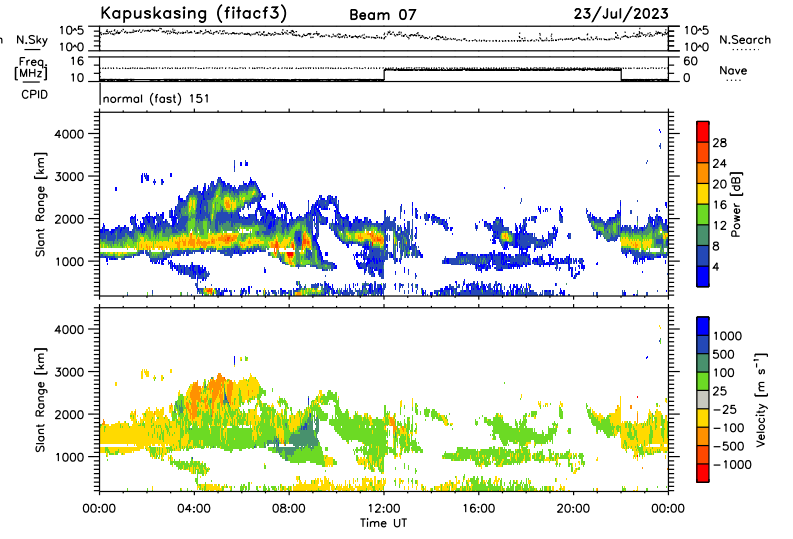 Kapuskasing (fitacf3) Beam 07 23/Jul/2023
N.Sky 10^5 10^0 10^5 10^0 N.Search
Freq. [MHz] 16 10 60 0 Nave
CPID normal (fast) 151
Slant Range [km] 4000 3000 2000 1000
28 24 20 16 12 8 4 Power [dB]
Slant Range [km] 4000 3000 2000 1000
1000 500 100 25 −25 −100 −500 −1000 Velocity [m s⁻¹]
00:00 04:00 08:00 12:00 16:00 20:00 00:00
Time UT